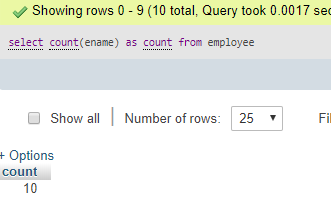 Showing rows 0 - 9 (10 total, Query took 0.0017
select count(ename) as count from employee
Show all Number of rows: 25
+ Options
count
10